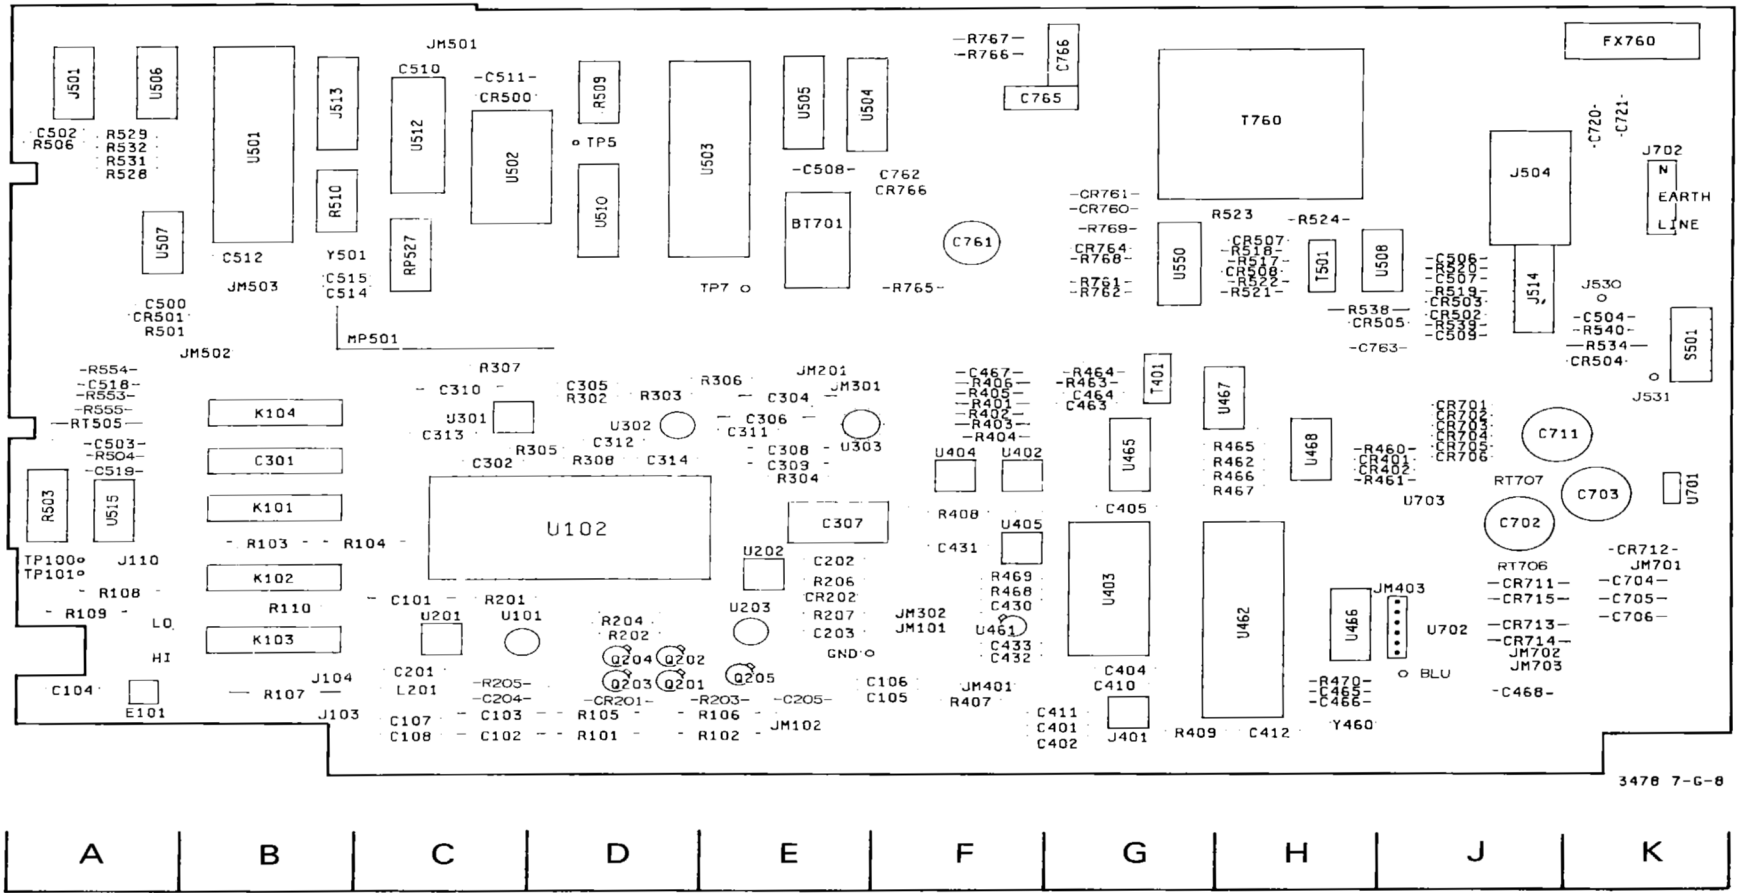 JM501
R767
R766
C766
FX760
J501
U506
U501
J513
C510
U512
C511
CR500
U502
R509
TP5
U503
U505
U504
C765
T760
C720
C721
C502
R506
R529
R532
R531
R528
J702
N
EARTH
LINE
J504
R510
U510
C508
C762
CR766
BT701
CR761
CR760
R523
R524
U507
C512
Y501
RP527
C761
R769
CR764
R768
U550
CR507
R518
R517
CR508
R522
R521
T501
U508
C506
R520
C507
R519
CR503
CR502
R539
C509
J514
JM503
C515
C514
TP7
R765
R761
R762
J530
C500
CR501
R501
R538
CR505
C504
R540
R534
CR504
S501
MP501
JM502
C763
R554
C518
R553
R555
RT505
R307
C310
C305
R302
R303
R306
JM201
JM301
C304
C467
R406
R405
R401
R402
R403
R404
R464
R463
C464
C463
T401
U467
J531
K104
U301
C313
U302
C312
C306
C311
U303
U465
U468
CR701
CR702
CR703
CR704
CR705
CR706
C711
C503
R504
C519
C301
C302
R305
R308
C314
C308
C309
R304
U404
U402
R465
R462
R466
R467
R460
CR401
CR402
R461
RT707
U703
C703
U701
R503
U515
K101
U102
C307
R408
C405
C702
TP100
TP101
J110
R103
R104
U202
C202
C431
U405
CR712
JM701
R108
R109
K102
R110
C101
R201
R206
CR202
R207
C203
R469
R468
C430
U403
U462
U466
JM403
RT706
CR711
CR715
C704
C705
C706
LO
HI
K103
U201
U101
R204
R202
U203
JM302
JM101
U461
C433
C432
U702
CR713
CR714
JM702
JM703
GND
Q204
Q202
Q203
Q201
Q205
C104
E101
R107
J104
J103
C201
L201
R205
C204
CR201
R203
C205
C106
C105
JM401
R407
C404
C410
R470
C465
C466
BLU
C468
C107
C108
C103
C102
R105
R101
R106
R102
JM102
C411
C401
C402
J401
R409
C412
Y460
3478 7-G-8
A B C D E F G H J K